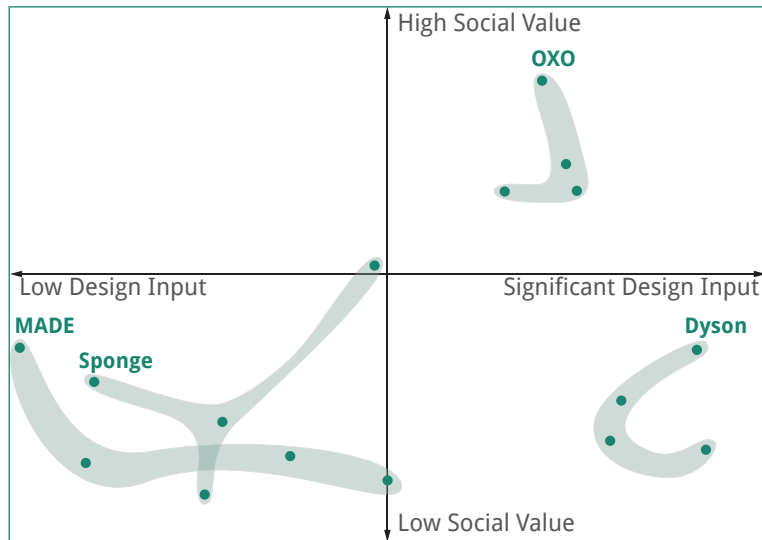 High Social Value
OXO
Low Design Input
Significant Design Input
MADE
Dyson
Sponge
Low Social Value